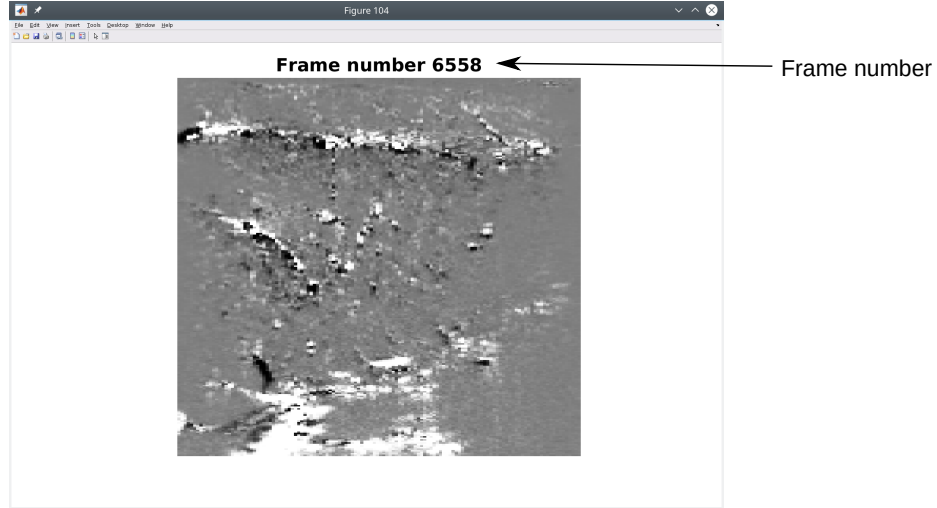 Figure 104
File Edit View Insert Tools Desktop Window Help
Frame number 6558
Frame number